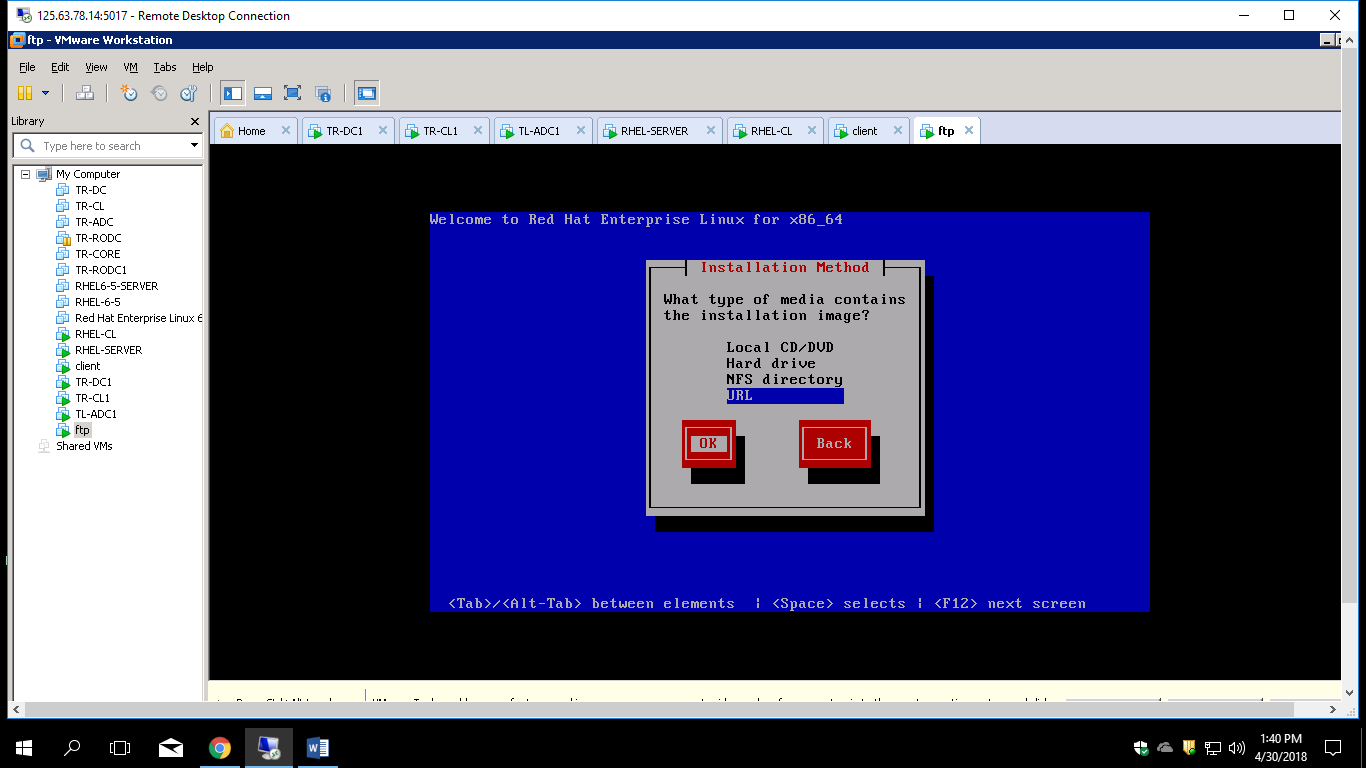 125.63.78.14:5017 - Remote Desktop Connection
ftp - VMware Workstation
File Edit View VM Tabs Help
Library
Type here to search
Home TR-DC1 TR-CL1 TL-ADC1 RHEL-SERVER RHEL-CL client ftp
My Computer
TR-DC
TR-CL
TR-ADC
TR-RODC
TR-CORE
TR-RODC1
RHEL6-5-SERVER
RHEL-6-5
Red Hat Enterprise Linux 6
RHEL-CL
RHEL-SERVER
client
TR-DC1
TR-CL1
TL-ADC1
ftp
Shared VMs
Welcome to Red Hat Enterprise Linux for x86_64
Installation Method
What type of media contains
the installation image?
Local CD/DVD
Hard drive
NFS directory
URL
OK Back
<Tab>/<Alt-Tab> between elements | <Space> selects | <F12> next screen
1:40 PM
4/30/2018